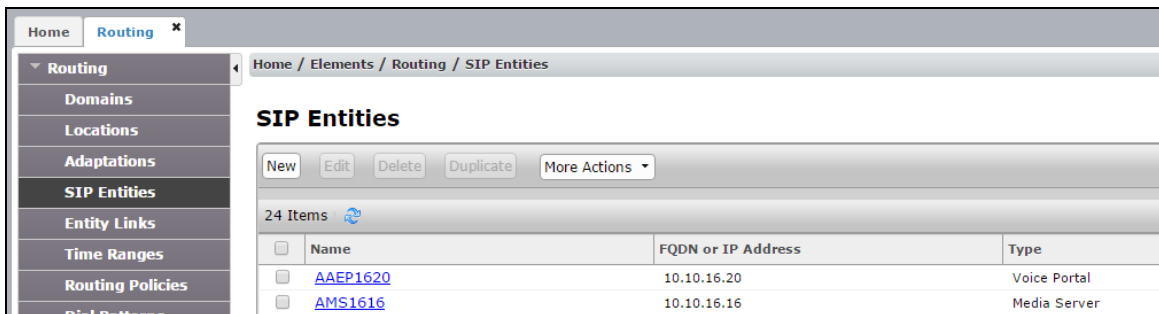 Home Routing ×
Routing
Domains
Locations
Adaptations
SIP Entities
Entity Links
Time Ranges
Routing Policies
Dial Patterns
Home / Elements / Routing / SIP Entities
SIP Entities
New Edit Delete Duplicate More Actions
24 Items
Name FQDN or IP Address Type
AAEP1620 10.10.16.20 Voice Portal
AMS1616 10.10.16.16 Media Server